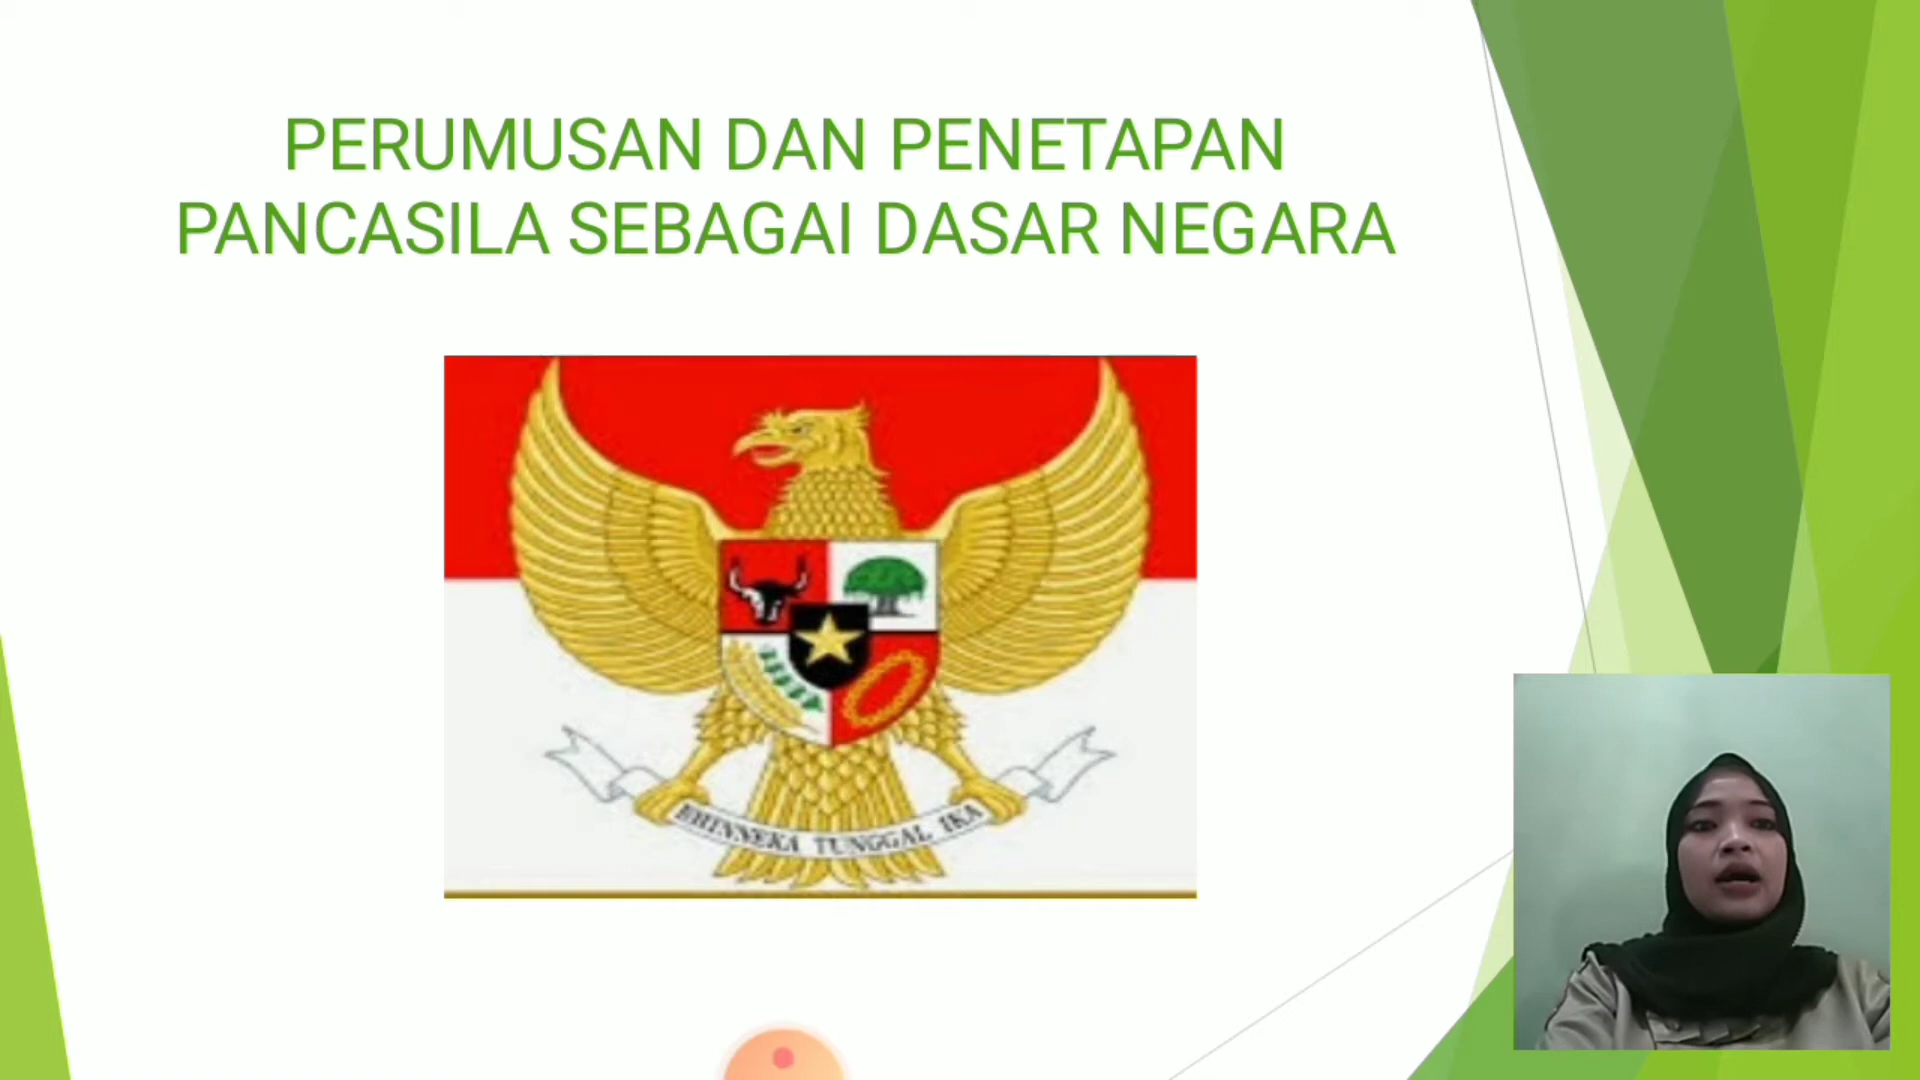 PERUMUSAN DAN PENETAPAN
PANCASILA SEBAGAI DASAR NEGARA
BHINNEKA TUNGGAL IKA